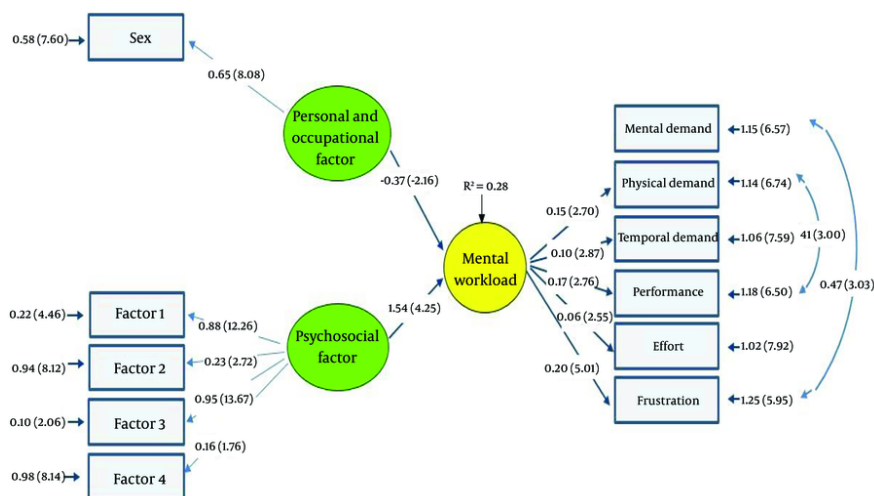 0.58 (7.60)
Sex
0.65 (8.08)
Personal and
occupational
factor
-0.37 (-2.16)
R² = 0.28
Mental
workload
0.22 (4.46)
Factor 1
0.88 (12.26)
0.94 (8.12)
Factor 2
0.23 (2.72)
0.10 (2.06)
Factor 3
0.95 (13.67)
0.98 (8.14)
Factor 4
0.16 (1.76)
Psychosocial
factor
1.54 (4.25)
0.15 (2.70)
0.10 (2.87)
0.17 (2.76)
0.06 (2.55)
0.20 (5.01)
Mental demand
1.15 (6.57)
Physical demand
1.14 (6.74)
Temporal demand
1.06 (7.59)
41 (3.00)
Performance
1.18 (6.50)
0.47 (3.03)
Effort
1.02 (7.92)
Frustration
1.25 (5.95)